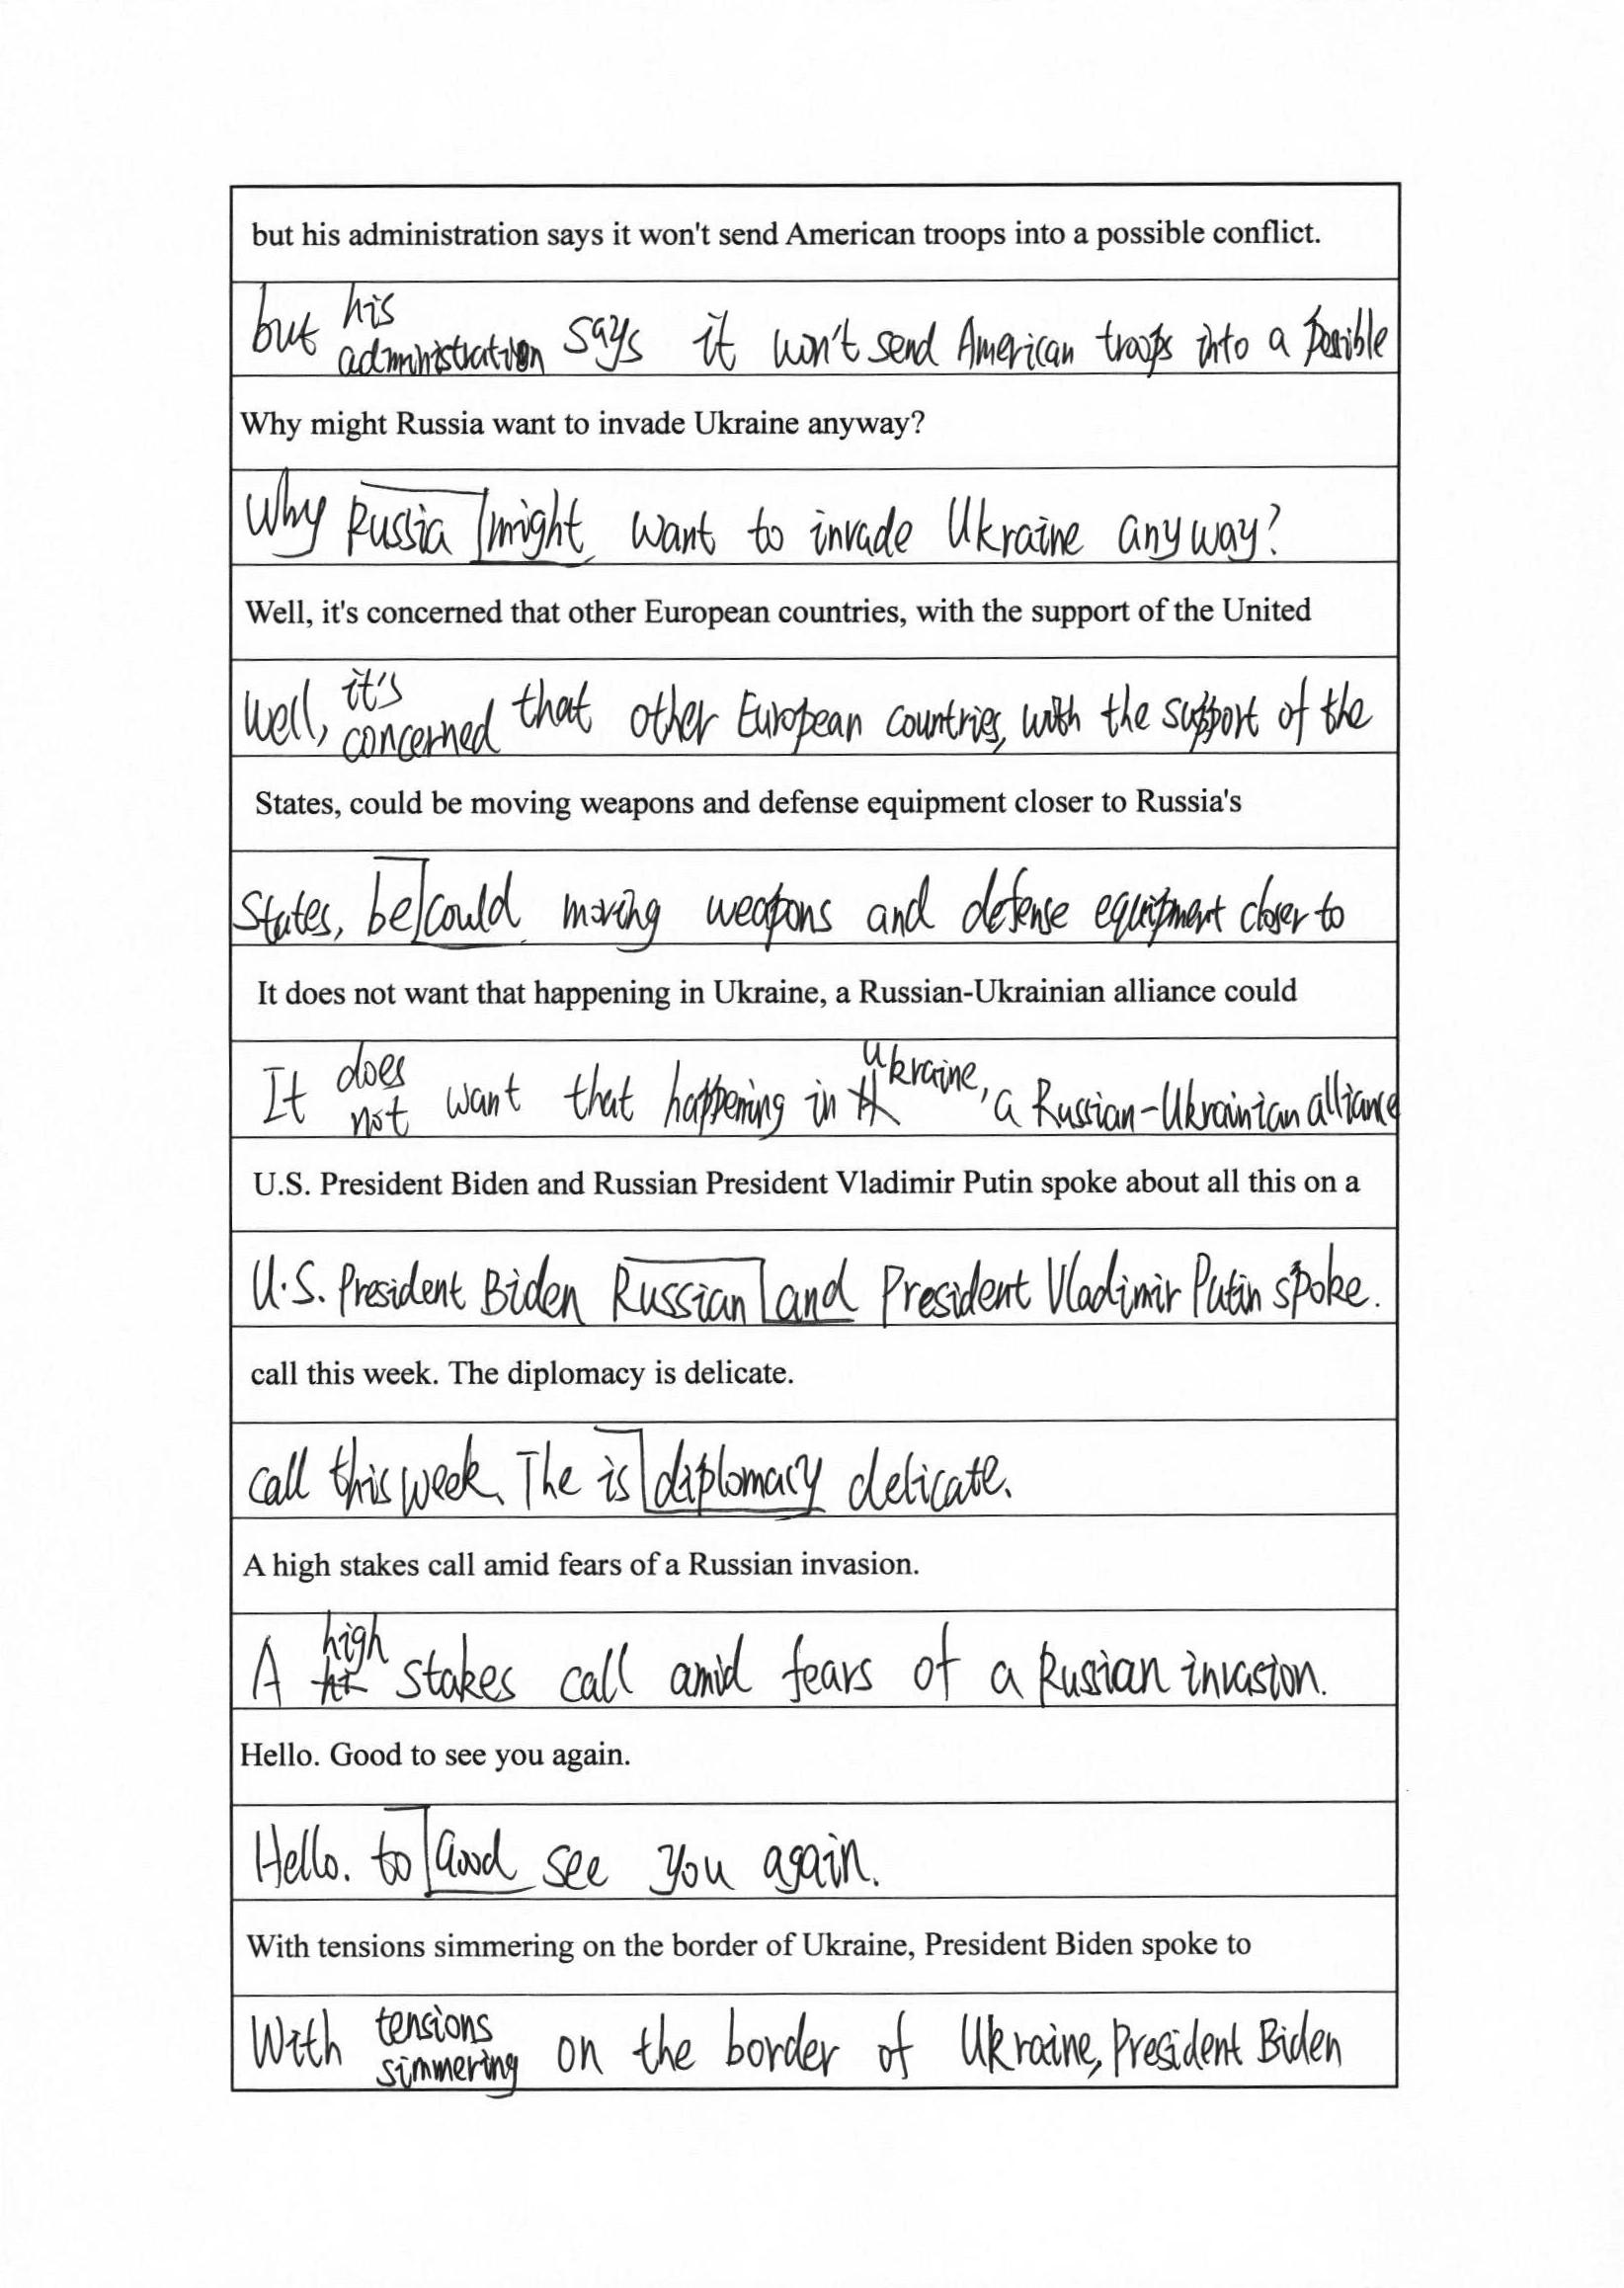 but his administration says it won't send American troops into a possible conflict.
but his administration says it won't send American troops into a possible
Why might Russia want to invade Ukraine anyway?
Why Russia might want to invade Ukraine anyway?
Well, it's concerned that other European countries, with the support of the United
Well, it's concerned that other European countries, with the support of the
States, could be moving weapons and defense equipment closer to Russia's
States, be could moving weapons and defense equipment closer to
It does not want that happening in Ukraine, a Russian-Ukrainian alliance could
It does not want that happening in Ukraine, a Russian-Ukrainian alliance
U.S. President Biden and Russian President Vladimir Putin spoke about all this on a
U.S. President Biden Russian and President Vladimir Putin spoke.
call this week. The diplomacy is delicate.
call this week. The is diplomacy delicate.
A high stakes call amid fears of a Russian invasion.
A high stakes call amid fears of a Russian invasion.
Hello. Good to see you again.
Hello. to Good see you again.
With tensions simmering on the border of Ukraine, President Biden spoke to
With tensions simmering on the border of Ukraine, President Biden